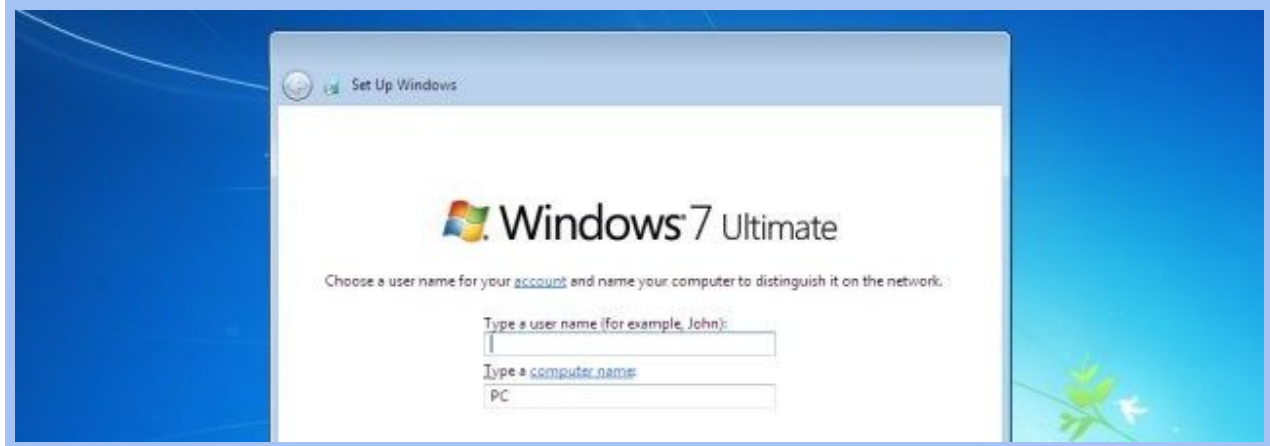 Set Up Windows
Windows 7 Ultimate
Choose a user name for your account and name your computer to distinguish it on the network.
Type a user name (for example, John):
Type a computer name:
PC